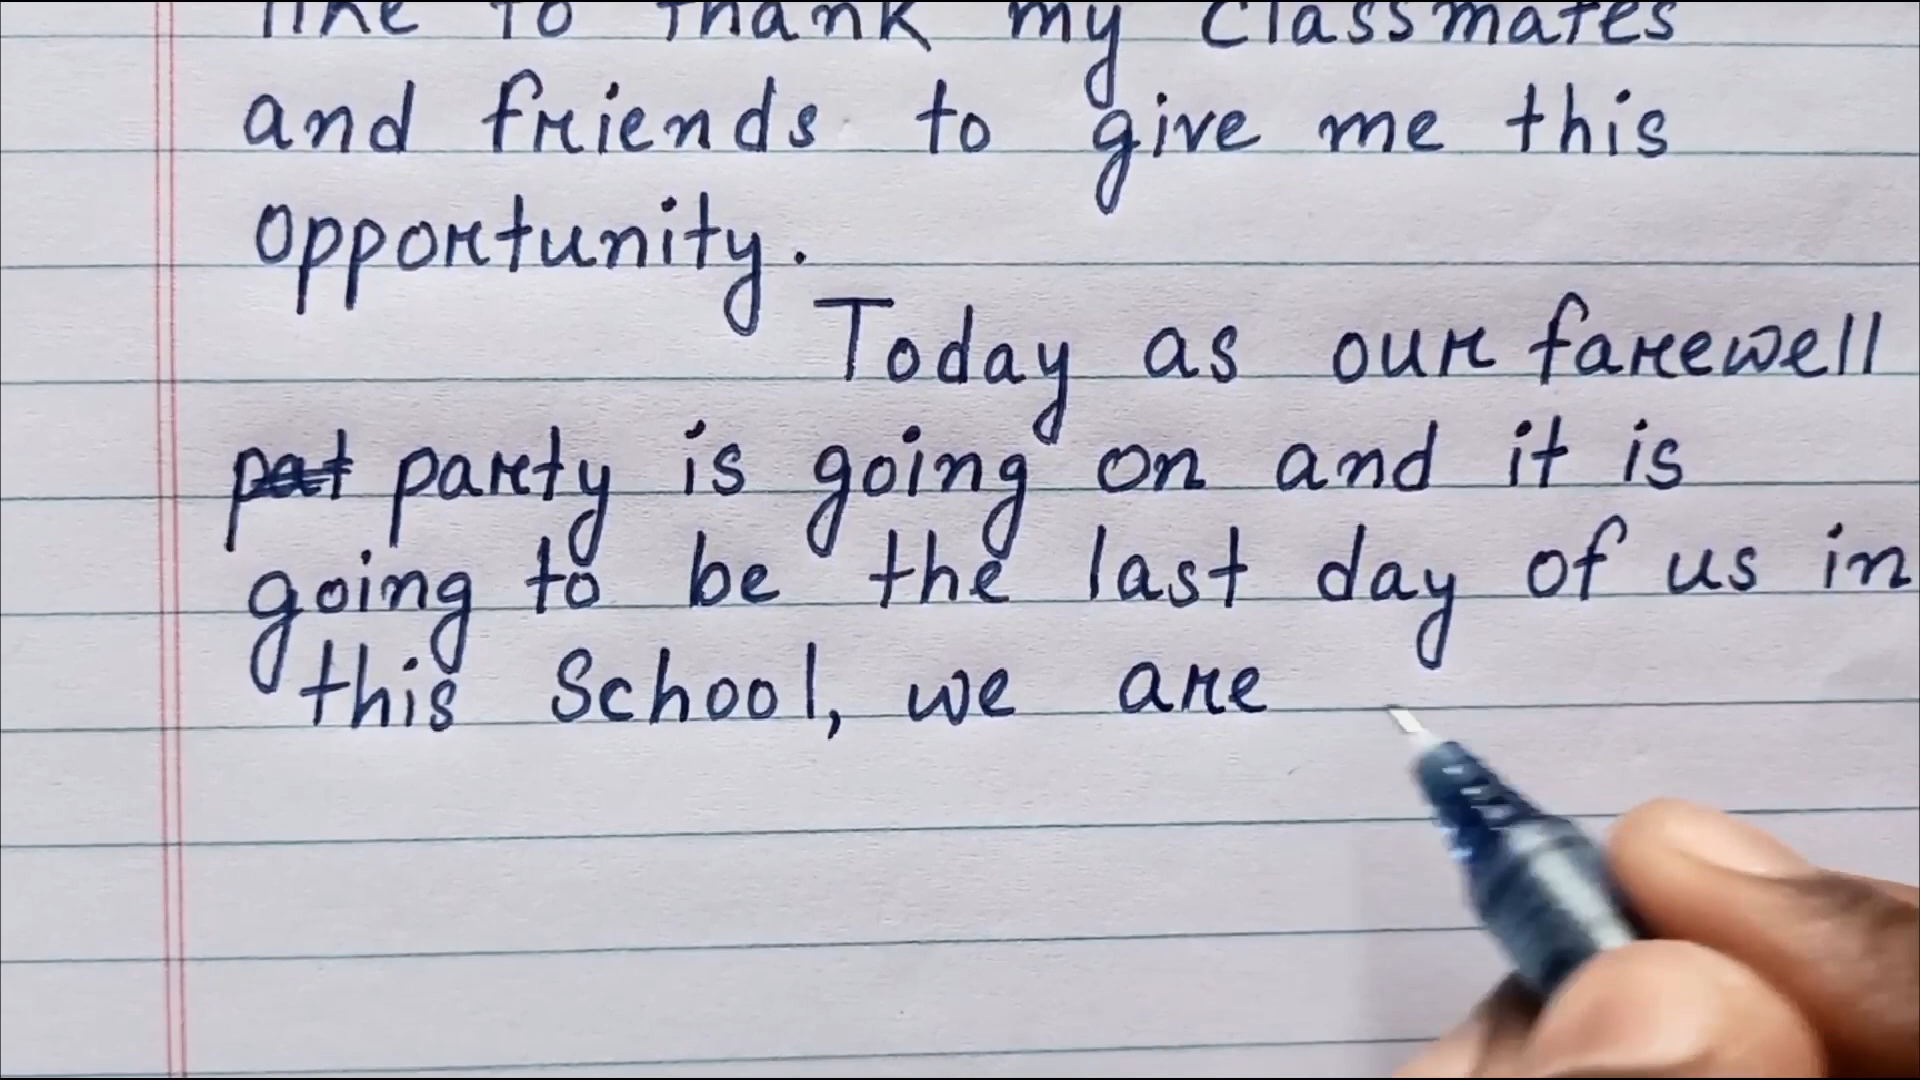 like to thank my classmates
and friends to give me this
opportunity.
Today as our farewell
pat party is going on and it is
going to be the last day of us in
this School, we are